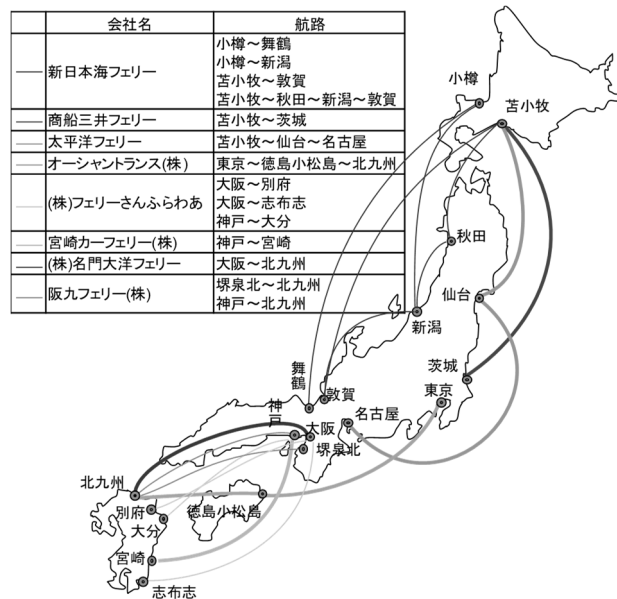 会社名 航路
新日本海フェリー
小樽～舞鶴
小樽～新潟
苫小牧～敦賀
苫小牧～秋田～新潟～敦賀
商船三井フェリー 苫小牧～茨城
太平洋フェリー 苫小牧～仙台～名古屋
オーシャントランス(株) 東京～徳島小松島～北九州
(株)フェリーさんふらわあ
大阪～別府
大阪～志布志
神戸～大分
宮崎カーフェリー(株) 神戸～宮崎
(株)名門大洋フェリー 大阪～北九州
阪九フェリー(株)
堺泉北～北九州
神戸～北九州
小樽
苫小牧
秋田
仙台
新潟
茨城
東京
舞鶴
敦賀
神戸
大阪
名古屋
堺泉北
北九州
別府
大分
徳島小松島
宮崎
志布志